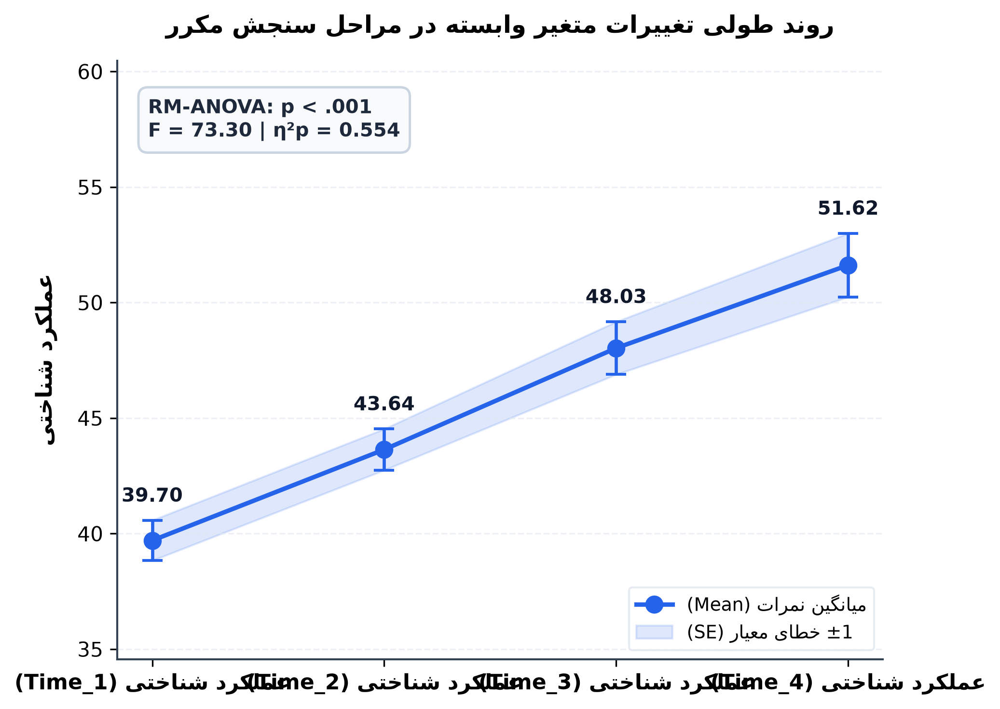 روند طولی تغییرات متغیر وابسته در مراحل سنجش مکرر
60
RM-ANOVA: p < .001
F = 73.30 | η²p = 0.554
55
51.62
50
48.03
عملکرد شناختی
45
43.64
39.70
40
میانگین نمرات (Mean)
±1 خطای معیار (SE)
35
عملکرد شناختی (Time_1)
عملکرد شناختی (Time_2)
عملکرد شناختی (Time_3)
عملکرد شناختی (Time_4)